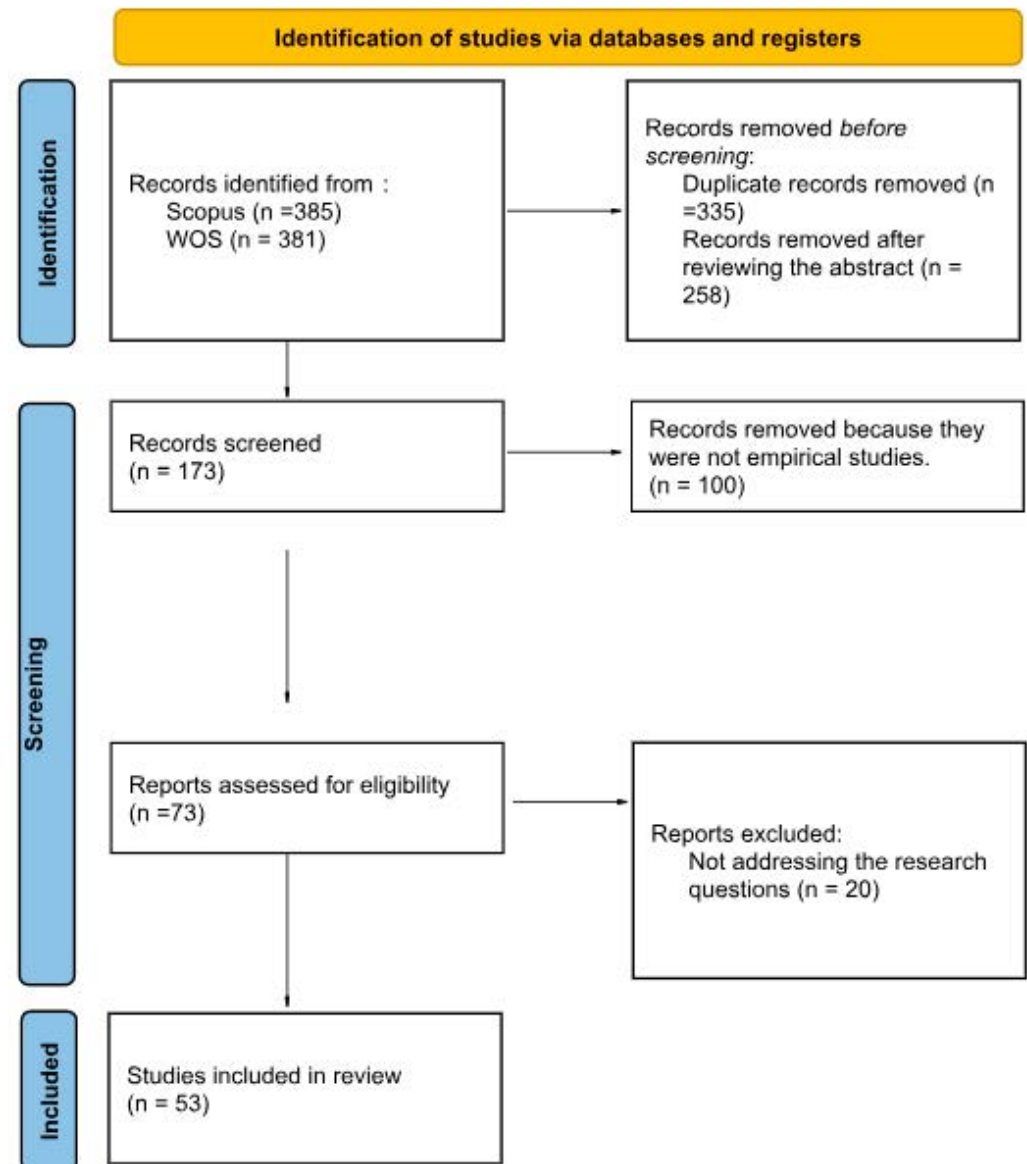 Identification of studies via databases and registers
Identification
Records identified from :
Scopus (n =385)
WOS (n = 381)
Records removed before
screening:
Duplicate records removed (n
=335)
Records removed after
reviewing the abstract (n =
258)
Screening
Records screened
(n = 173)
Records removed because they
were not empirical studies.
(n = 100)
Reports assessed for eligibility
(n =73)
Reports excluded:
Not addressing the research
questions (n = 20)
Included
Studies included in review
(n = 53)